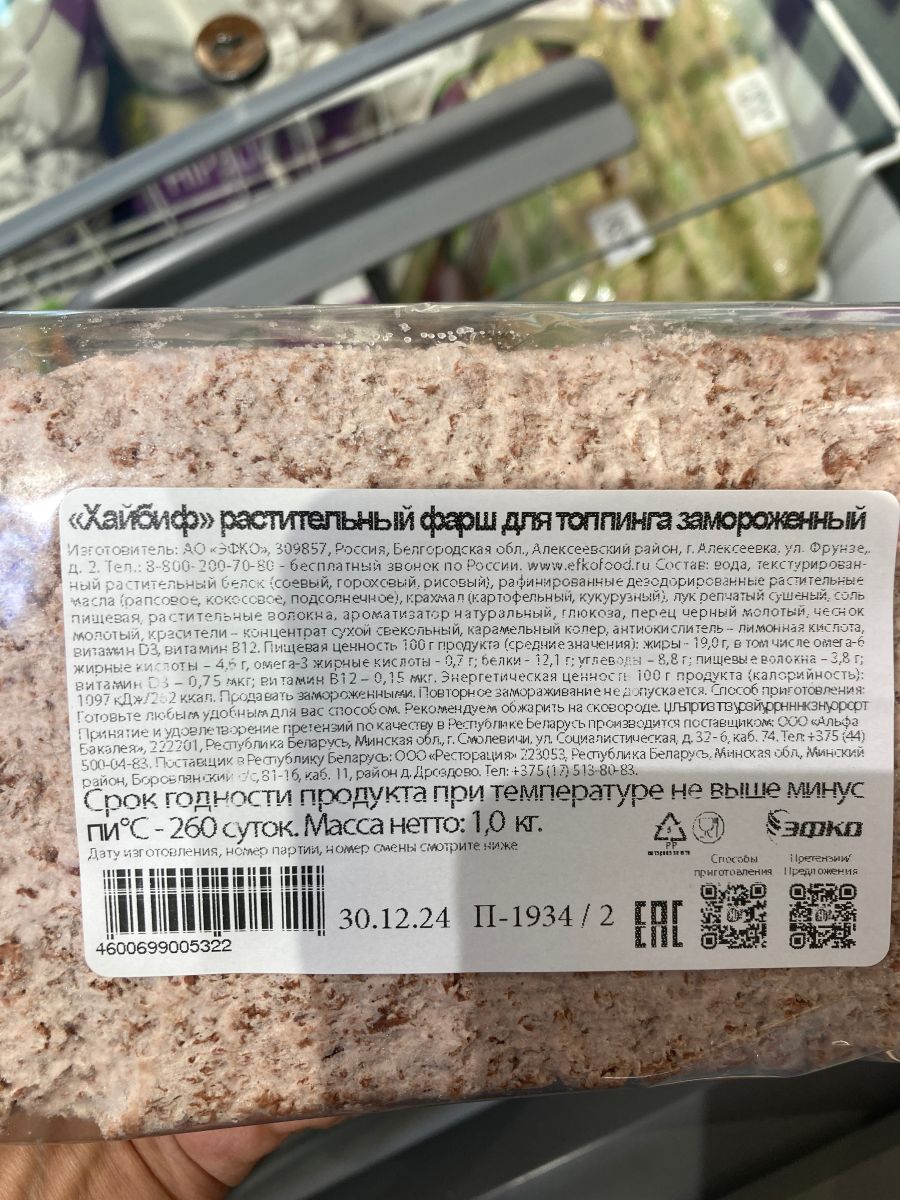 «Хайбиф» растительный фарш для топпинга замороженный
Изготовитель: АО «ЭФКО», 309857, Россия, Белгородская обл., Алексеевский район, г. Алексеевка, ул. Фрунзе,
д. 2. Тел.: 8-800-200-70-80 - бесплатный звонок по России. www.efkofood.ru Состав: вода, текстурирован-
ный растительный белок (соевый, гороховый, рисовый), рафинированные дезодорированные растительные
масла (рапсовое, кокосовое, подсолнечное), крахмал (картофельный, кукурузный), лук репчатый сушеный, соль
пищевая, растительные волокна, ароматизатор натуральный, глюкоза, перец черный молотый, чеснок
молотый, красители – концентрат сухой свекольный, карамельный колер, антиокислитель – лимонная кислота,
витамин D3, витамин B12. Пищевая ценность 100 г продукта (средние значения): жиры - 19,0 г, в том числе омега-6
жирные кислоты – 4,6 г, омега-3 жирные кислоты - 0,7 г; белки - 12,1 г; углеводы – 8,8 г; пищевые волокна – 3,8 г;
витамин D3 – 0,75 мкг; витамин B12 – 0,15 мкг. Энергетическая ценность 100 г продукта (калорийность):
1097 кДж/262 ккал. Продавать замороженными. Повторное замораживание не допускается. Способ приготовления:
Готовьте любым удобным для вас способом. Рекомендуем обжарить на сковороде.
Принятие и удовлетворение претензий по качеству в Республике Беларусь производится поставщиком: ООО «Альфа
Бакалея», 222201, Республика Беларусь, Минская обл., г. Смолевичи, ул. Социалистическая, д. 32-6, каб. 74. Тел: +375 (44)
500-04-83. Поставщик в Республику Беларусь: ООО «Ресторация» 223053, Республика Беларусь, Минская обл., Минский
район, Боровлянский с/с, 81-16, каб. 11, район д. Дроздово. Тел: +375 (17) 513-80-83.
Срок годности продукта при температуре не выше минус
°С - 260 суток. Масса нетто: 1,0 кг.
Дату изготовления, номер партии, номер смены смотрите ниже
5
PP
ЭФКО
Способы
приготовления
Претензии/
Предложения
30.12.24 П-1934 / 2
EAC
4600699005322